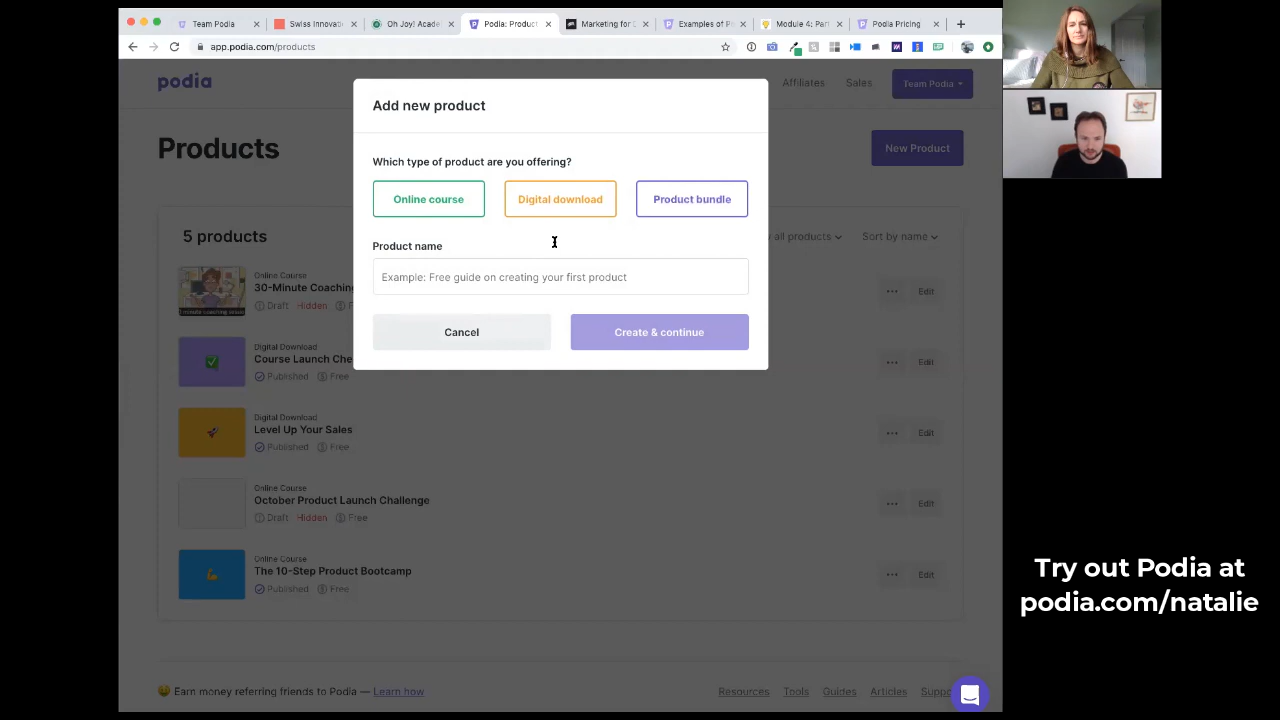 Team Podia
Swiss Innovat
Oh Joy! Acade
Podia: Product
Marketing for
Examples of P
Module 4: Par
Podia Pricing
app.podia.com/products
podia
Affiliates
Sales
Team Podia
Add new product
Products
New Product
Which type of product are you offering?
Online course
Digital download
Product bundle
5 products
all products
Sort by name
Product name
Example: Free guide on creating your first product
Cancel
Create & continue
Online Course
30-Minute Coaching
Draft Hidden
Edit
Digital Download
Course Launch Che
Published Free
Edit
Digital Download
Level Up Your Sales
Published Free
Edit
Online Course
October Product Launch Challenge
Draft Hidden Free
Edit
Online Course
The 10-Step Product Bootcamp
Published Free
Edit
Try out Podia at
podia.com/natalie
Earn money referring friends to Podia — Learn how
Resources Tools Guides Articles Suppo